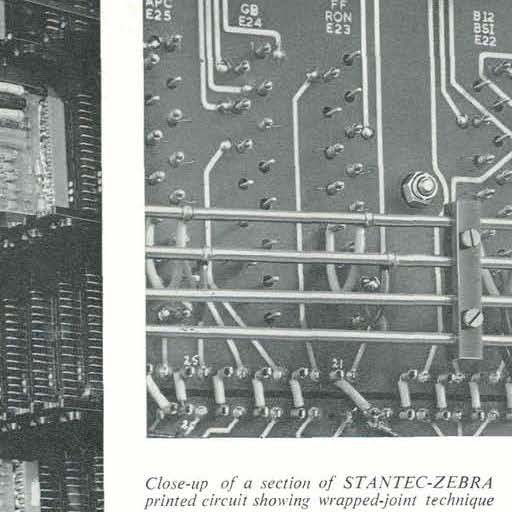 APC
E25
GB
E24
FF
RON
E23
B12
BSI
E22
25
21
Close-up of a section of STANTEC-ZEBRA
printed circuit showing wrapped-joint technique